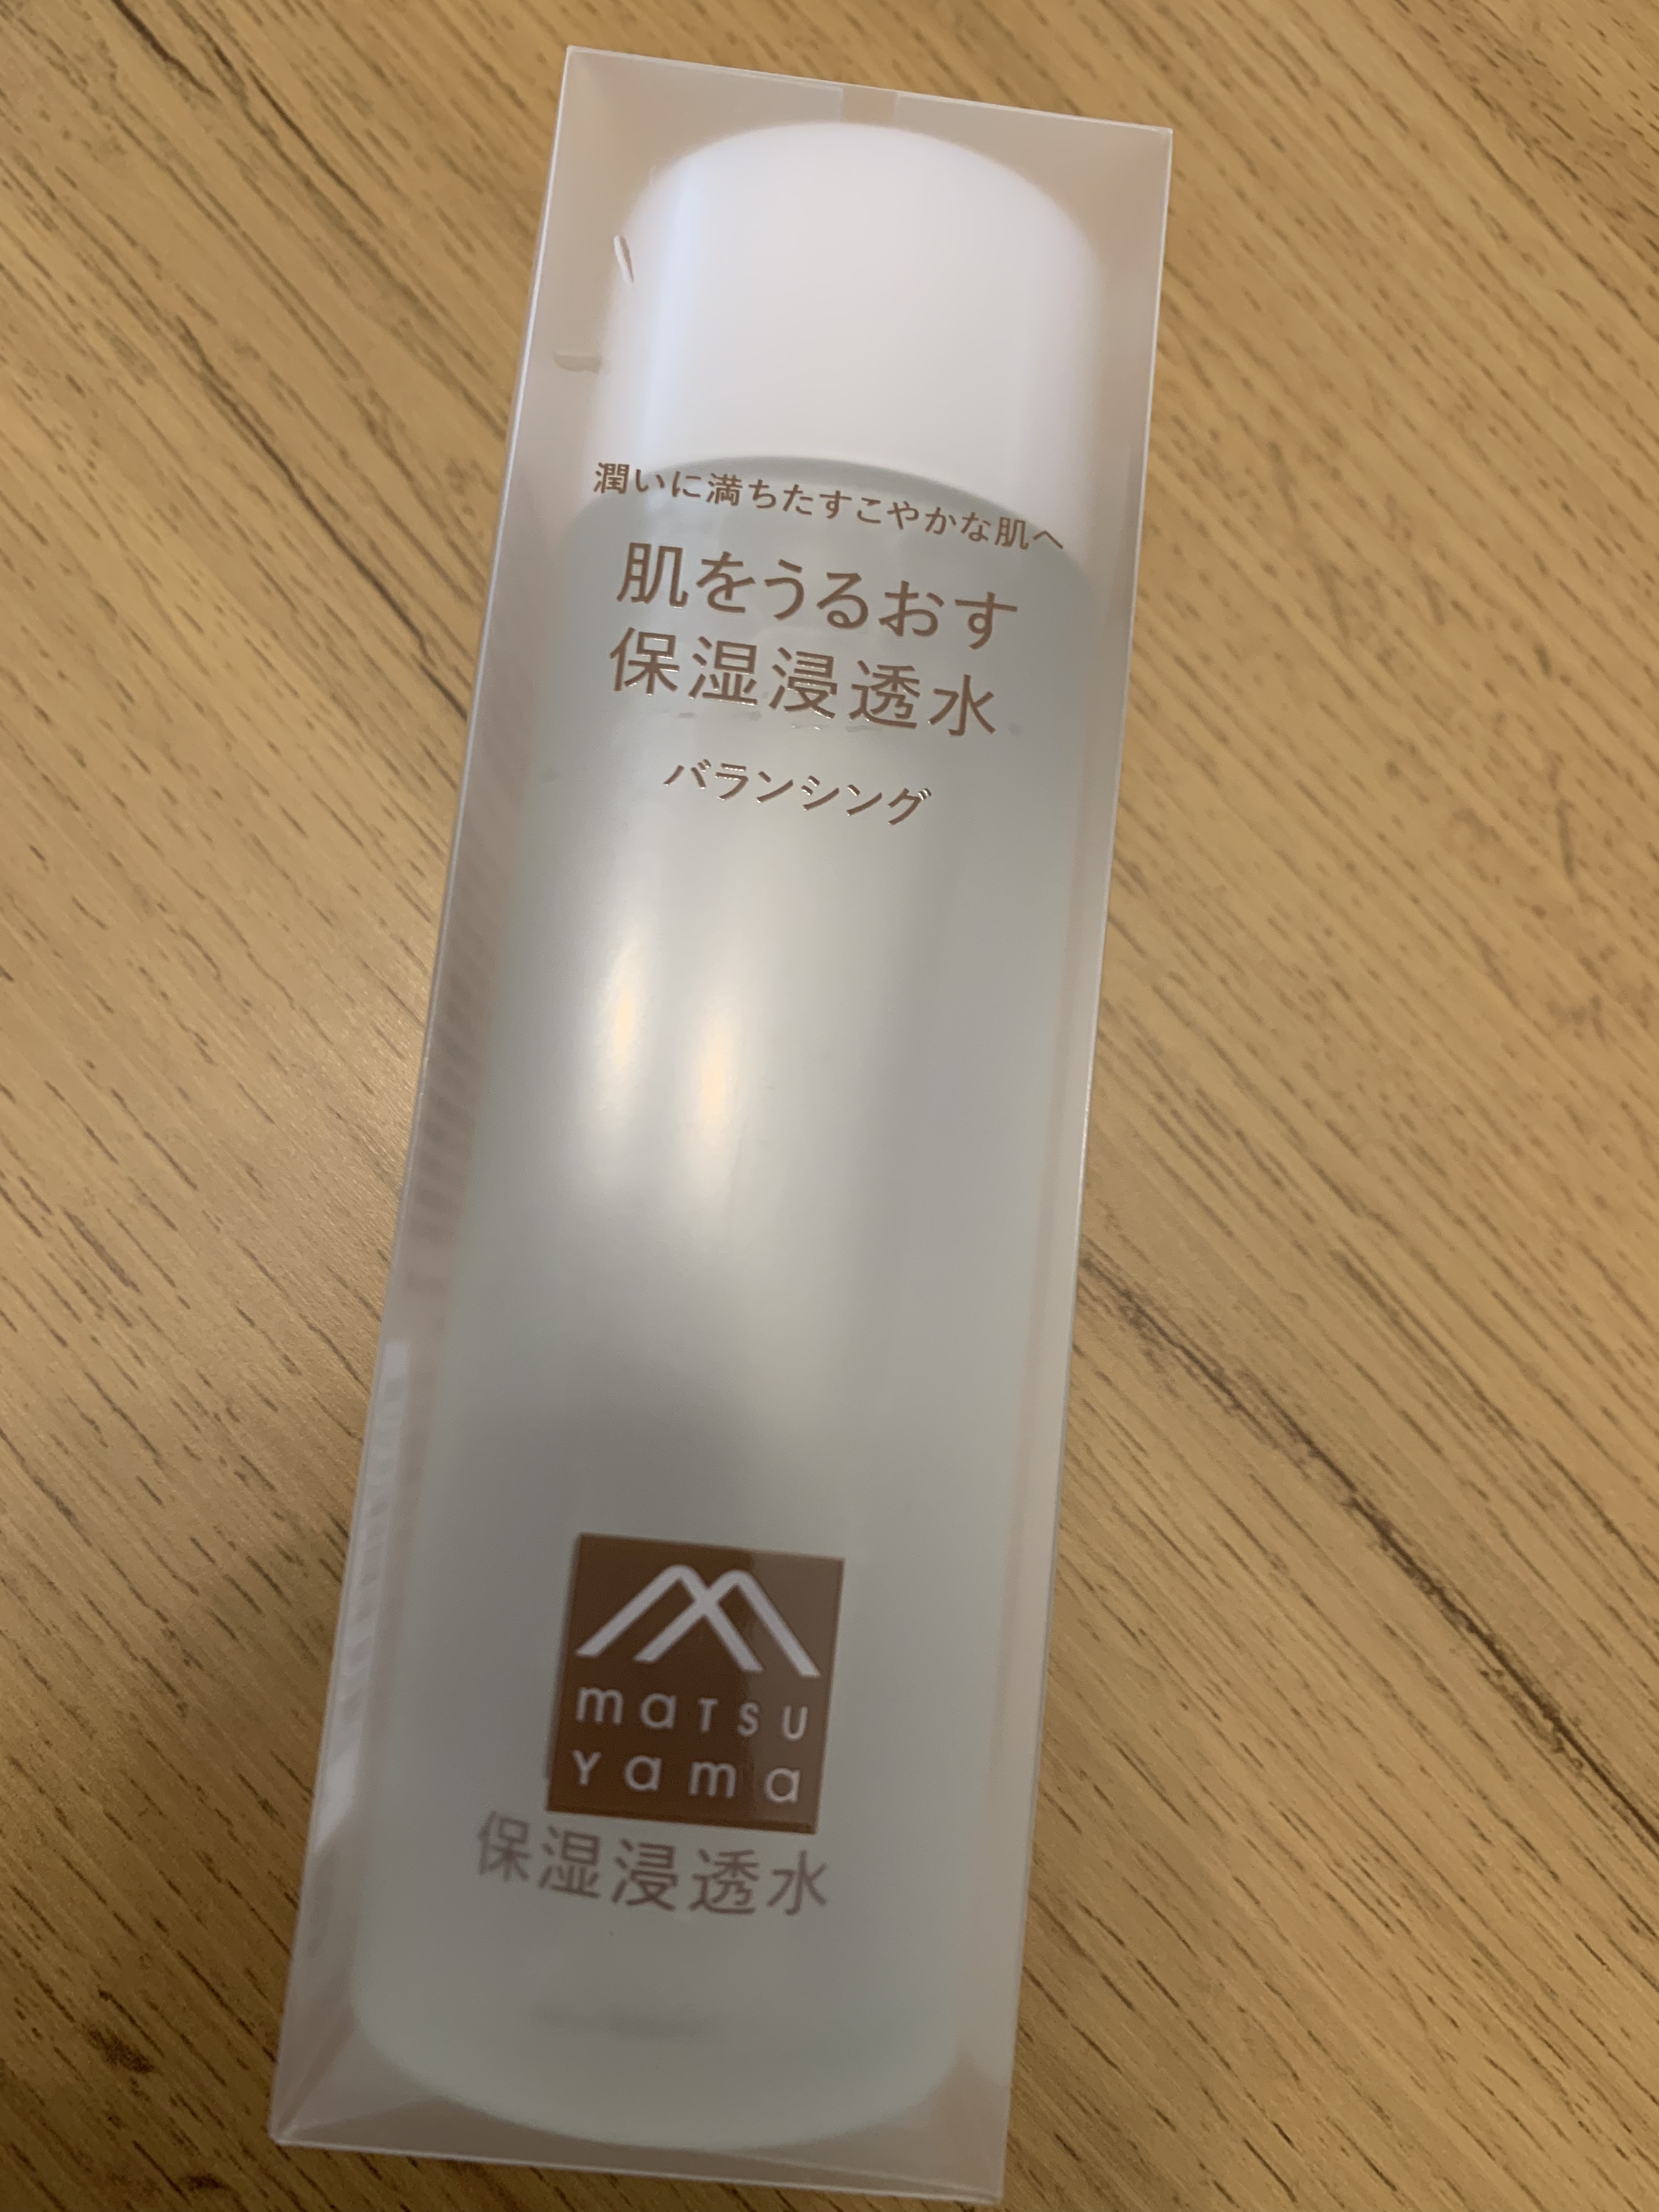 潤いに満ちたすこやかな肌へ
肌をうるおす
保湿浸透水
バランシング
maTSU
Yama
保湿浸透水